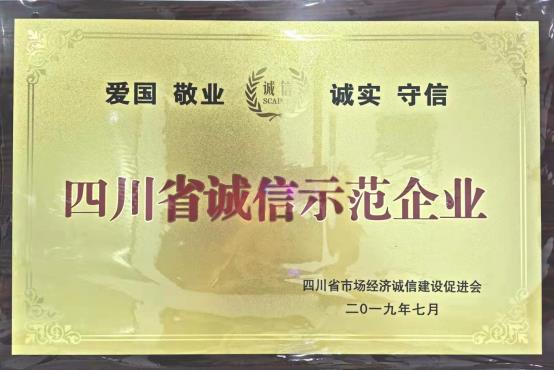 爱国 敬业 诚信 诚实 守信
SCAP
四川省诚信示范企业
四川省市场经济诚信建设促进会
二〇一九年七月